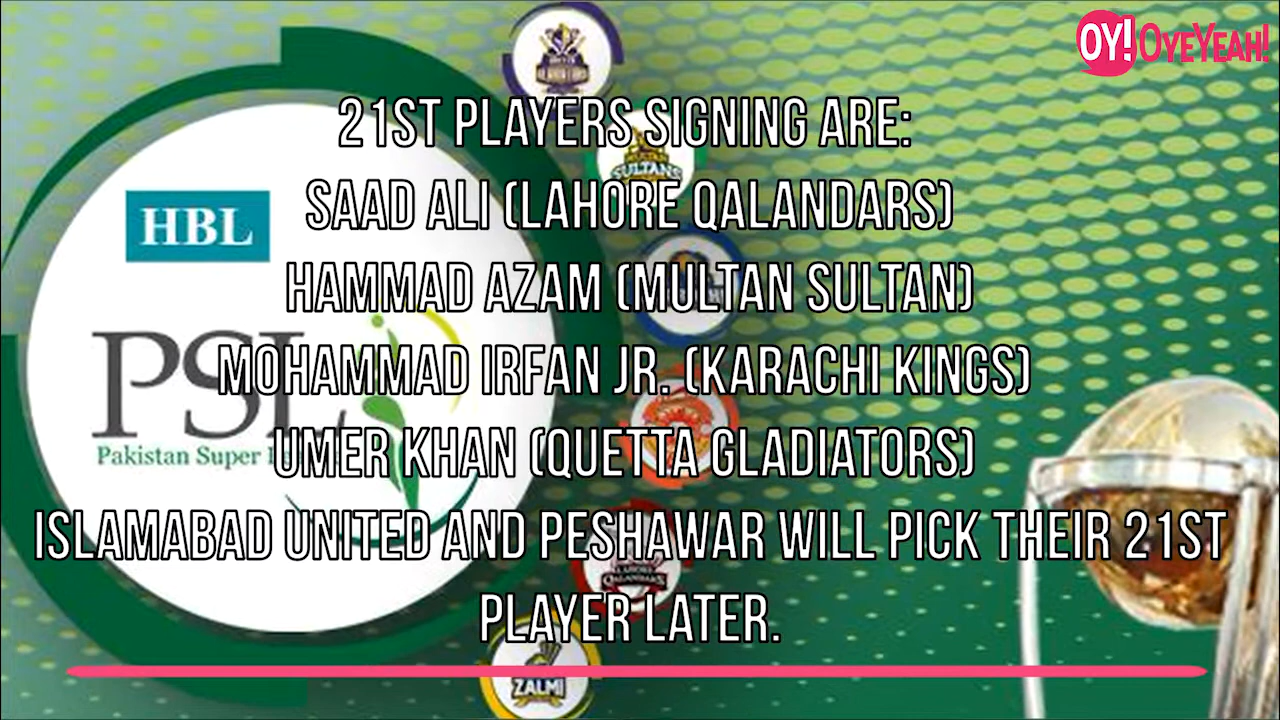 OY! OYEYEAH!
21ST PLAYERS SIGNING ARE:
SULTANS
SAAD ALI (LAHORE QALANDARS)
HBL
HAMMAD AZAM (MULTAN SULTAN)
PSL
MOHAMMAD IRFAN JR. (KARACHI KINGS)
Pakistan Super
UMER KHAN (QUETTA GLADIATORS)
ISLAMABAD UNITED AND PESHAWAR WILL PICK THEIR 21ST
QALANDARS
PLAYER LATER.
ZALMI